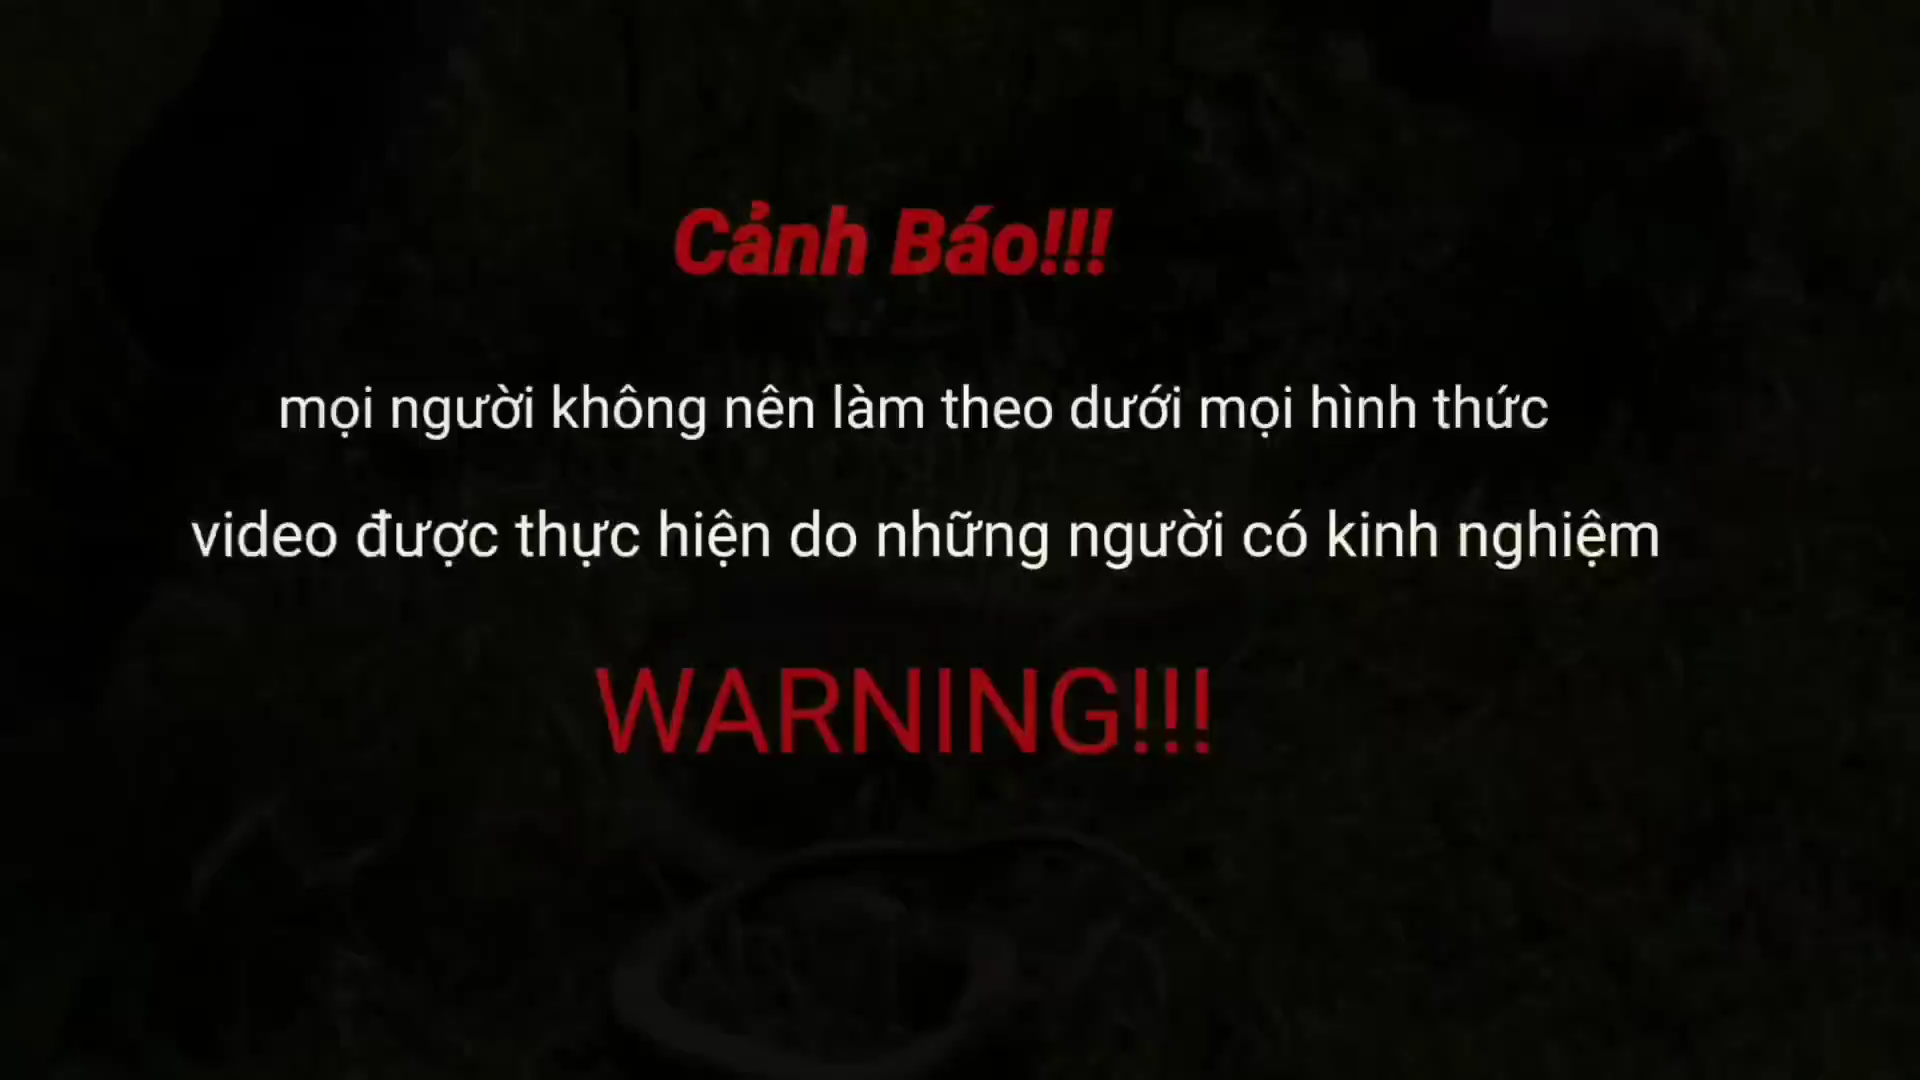 Cảnh Báo!!!
mọi người không nên làm theo dưới mọi hình thức
video được thực hiện do những người có kinh nghiệm
WARNING!!!